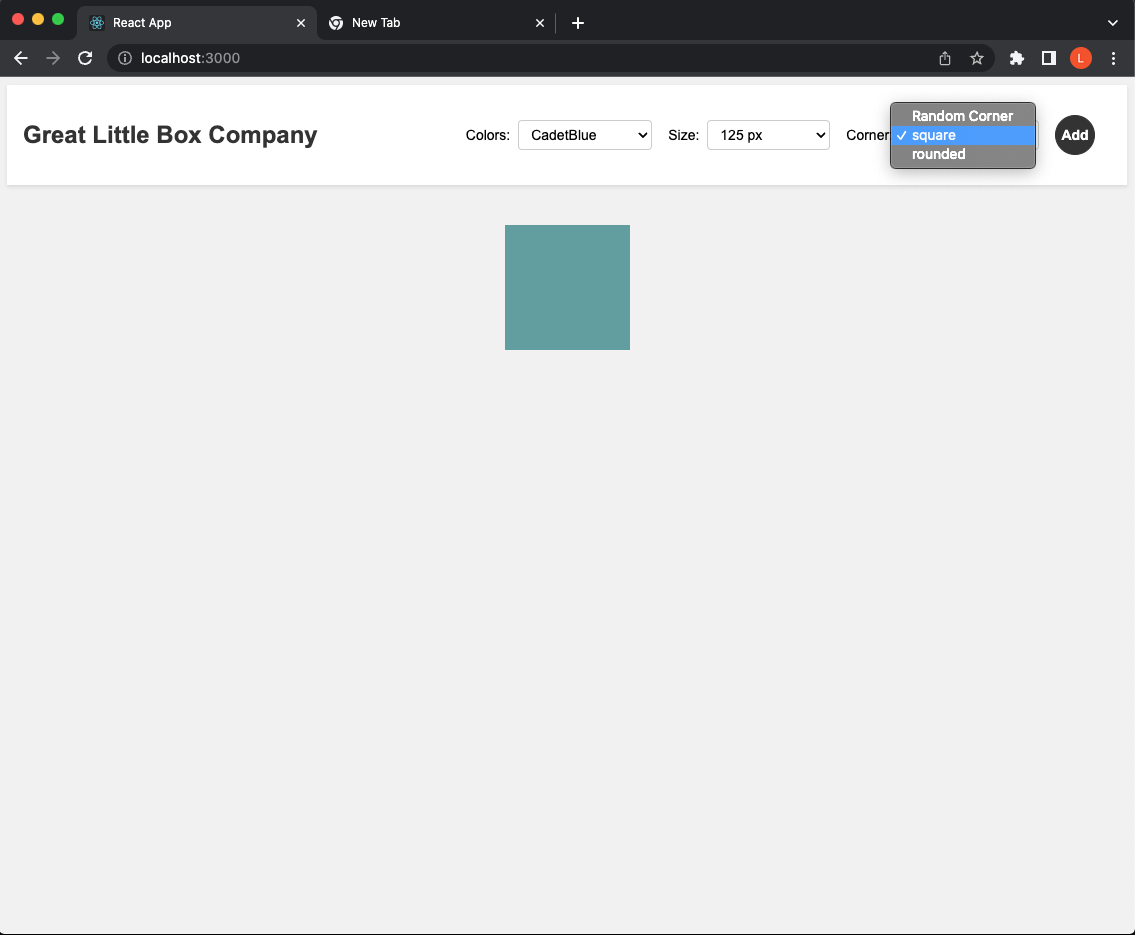 React App
New Tab
localhost:3000
L
Great Little Box Company
Colors: CadetBlue Size: 125 px Corner Add
Random Corner
✓ square
rounded